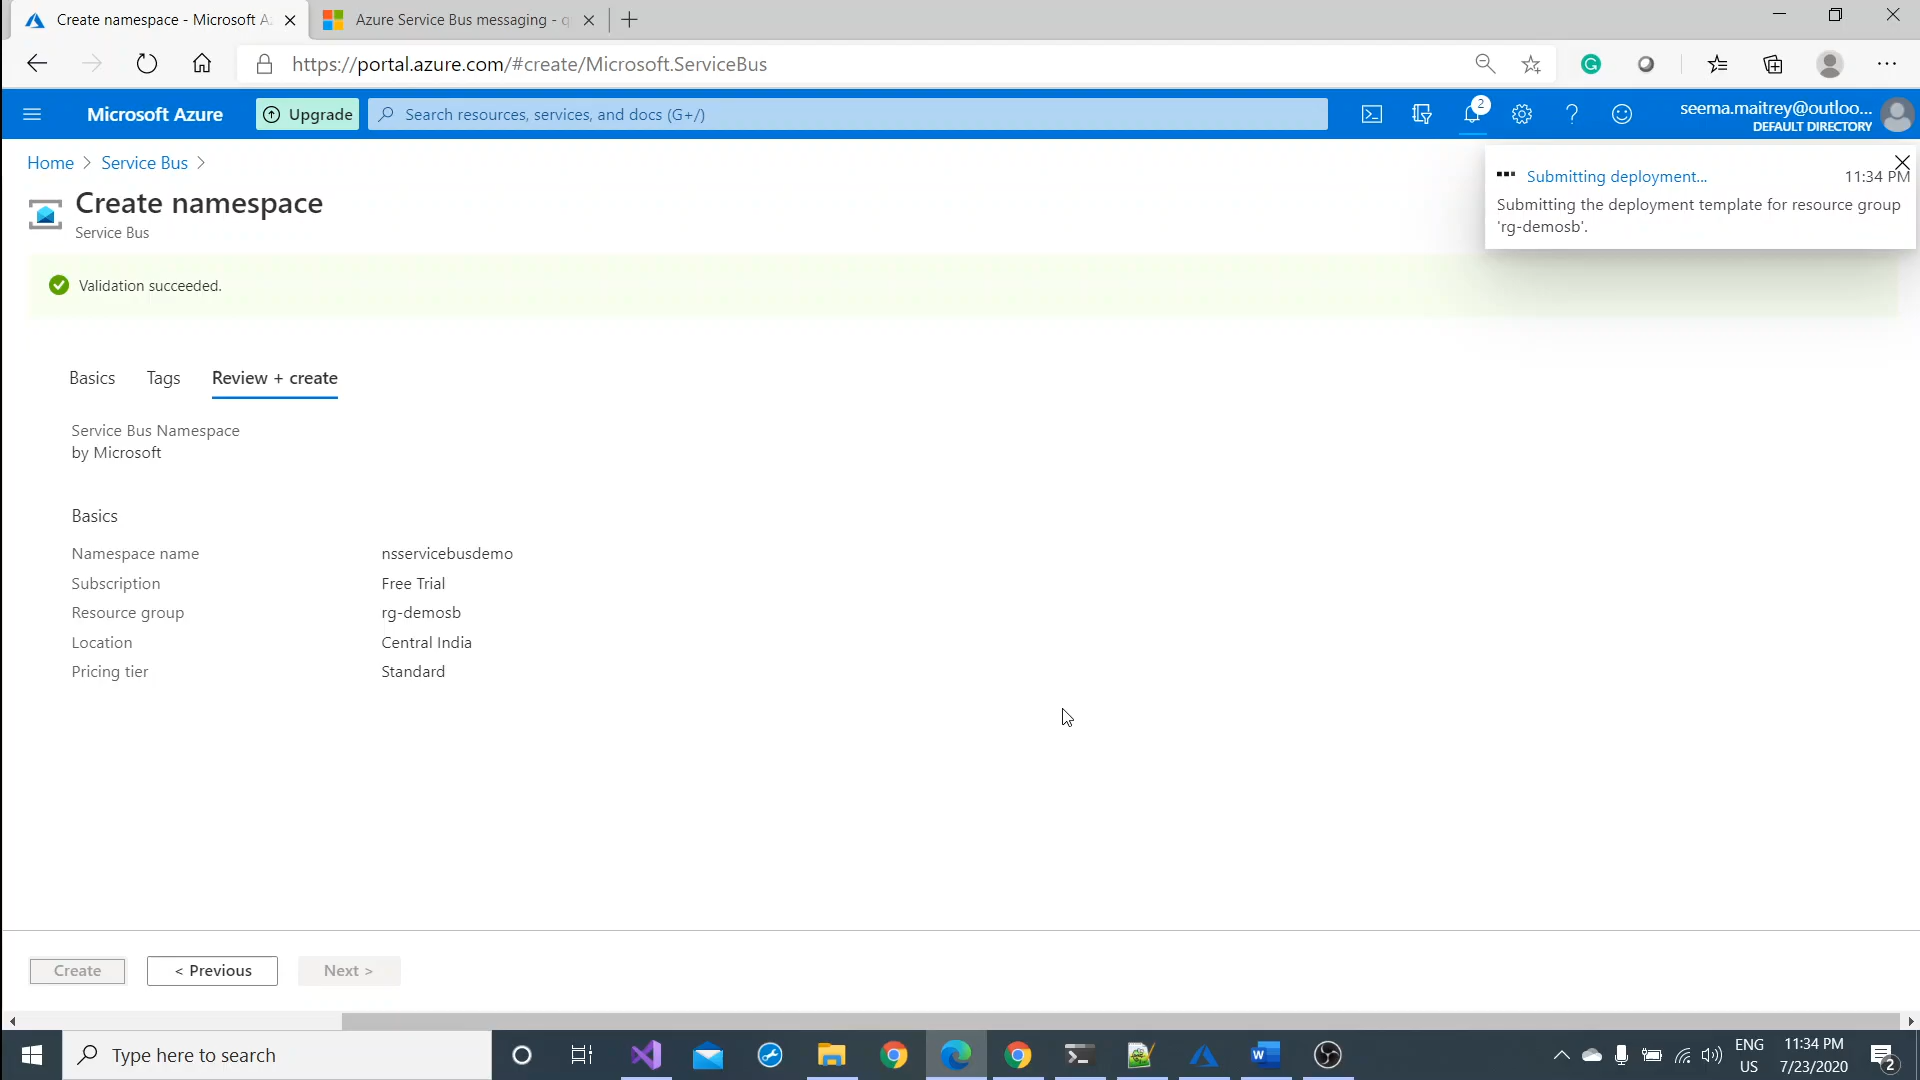 Create namespace - Microsoft A
Azure Service Bus messaging - q
https://portal.azure.com/#create/Microsoft.ServiceBus
Microsoft Azure
Upgrade
Search resources, services, and docs (G+/)
2
seema.maitrey@outloo...
DEFAULT DIRECTORY
Home > Service Bus >
Submitting deployment...
11:34 PM
Submitting the deployment template for resource group
'rg-demosb'.
Create namespace
Service Bus
Validation succeeded.
Basics Tags Review + create
Service Bus Namespace
by Microsoft
Basics
Namespace name nsservicebusdemo
Subscription Free Trial
Resource group rg-demosb
Location Central India
Pricing tier Standard
Create < Previous Next >
Type here to search
ENG
US
11:34 PM
7/23/2020
2